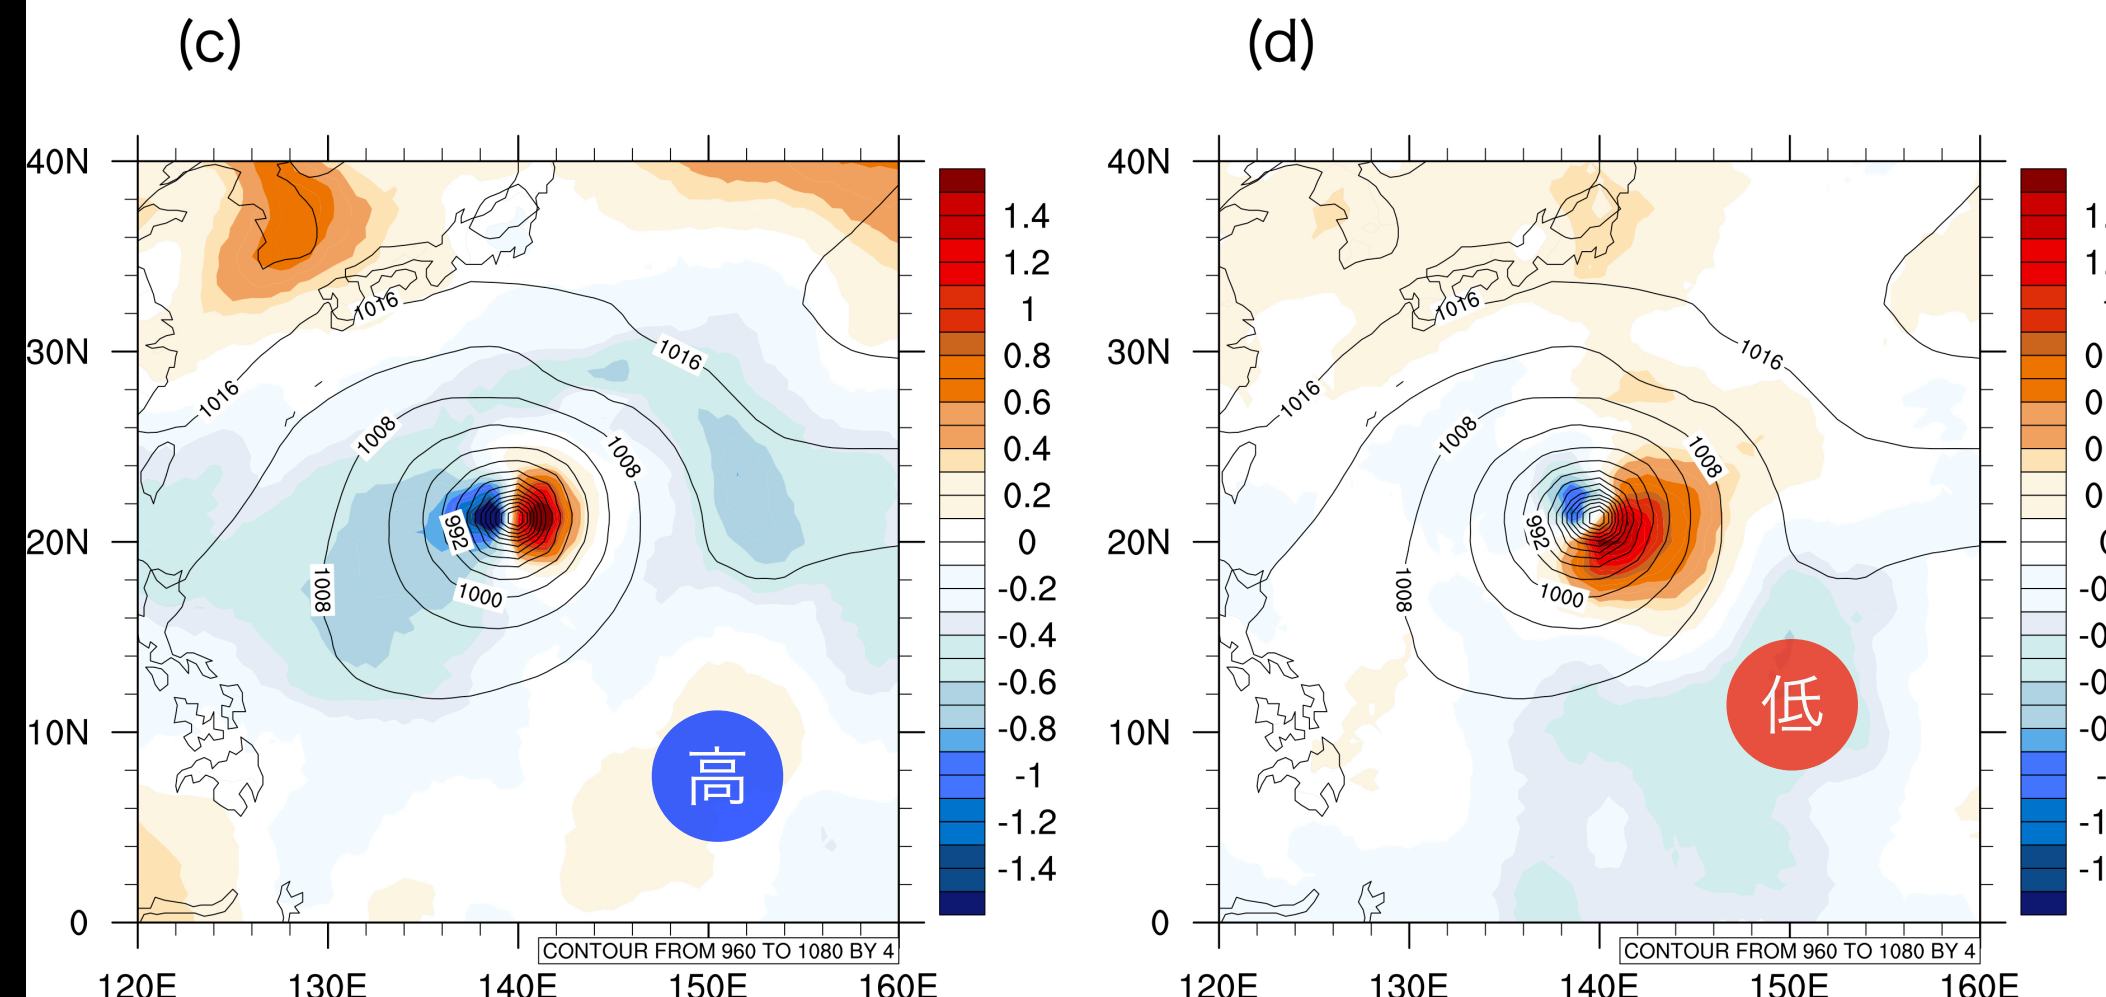 (c)
(d)
40N
30N
20N
10N
0
120E
130E
140E
150E
160E
1016
1016
1016
1008
1008
1008
992
1000
高
1.4
1.2
1
0.8
0.6
0.4
0.2
0
-0.2
-0.4
-0.6
-0.8
-1
-1.2
-1.4
CONTOUR FROM 960 TO 1080 BY 4
40N
30N
20N
10N
0
120E
130E
140E
150E
160E
1016
1016
1016
1008
1008
1008
992
1000
低
CONTOUR FROM 960 TO 1080 BY 4